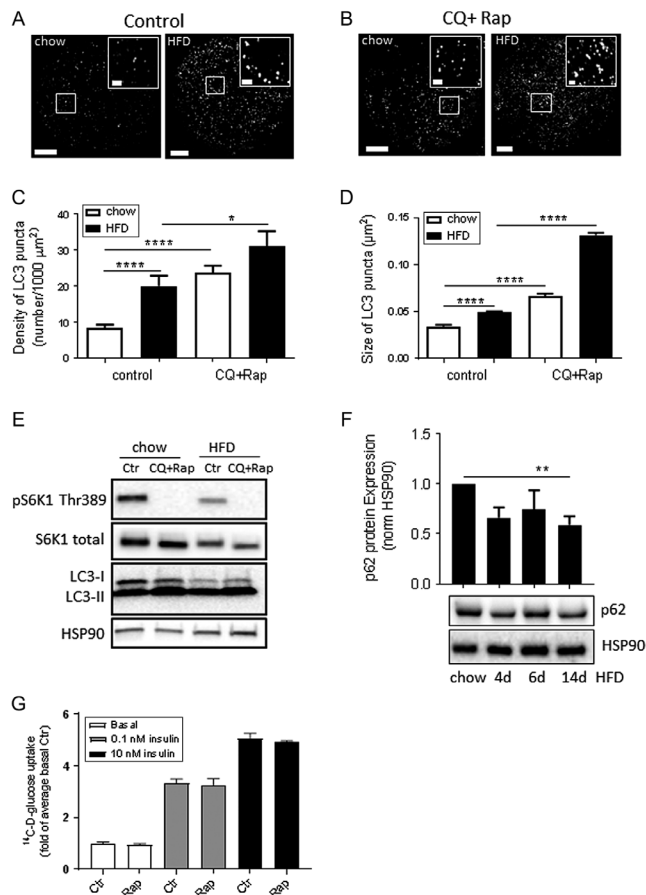 A
Control
chow
HFD
B
CQ+ Rap
chow
HFD
C
chow
HFD
Density of LC3 puncta
(number/1000 µm²)
40
30
20
10
0
****
****
*
control
CQ+Rap
D
chow
HFD
Size of LC3 puncta (µm²)
0.15
0.10
0.05
0.00
****
****
****
control
CQ+Rap
E
chow
HFD
Ctr
CQ+Rap
Ctr
CQ+Rap
pS6K1 Thr389
S6K1 total
LC3-I
LC3-II
HSP90
F
p62 protein Expression
(norm HSP90)
1.5
1.0
0.5
0.0
**
p62
HSP90
chow 4d 6d 14d HFD
G
Basal
0.1 nM insulin
10 nM insulin
¹⁴C-D-glucose uptake
(fold of average basal Ctr)
6
4
2
0
Ctr
Rap
Ctr
Rap
Ctr
Rap